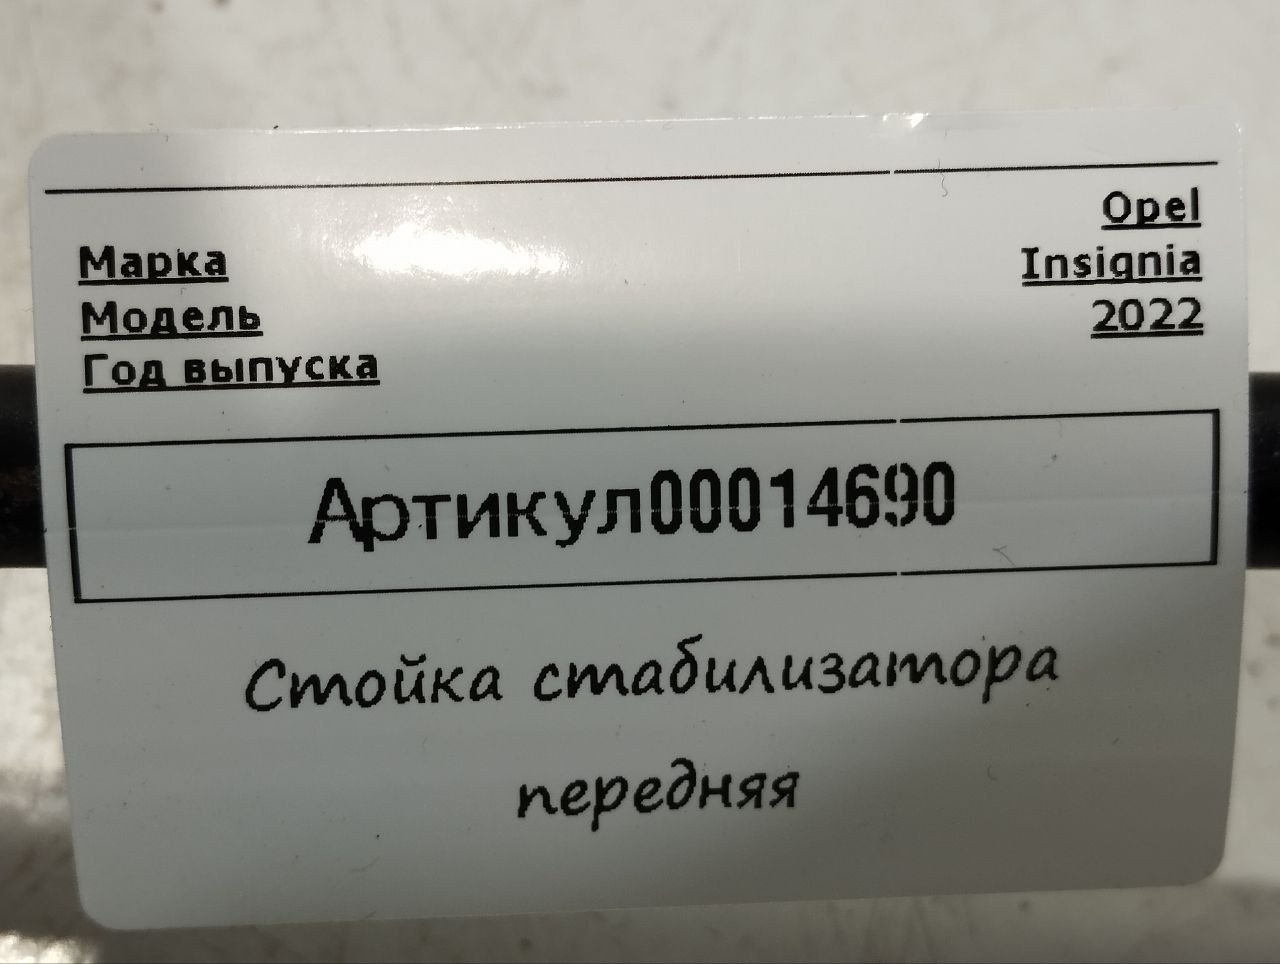 Opel
Марка Insignia
Модель 2022
Год выпуска
Артикул00014690
Стойка стабилизатора
передняя